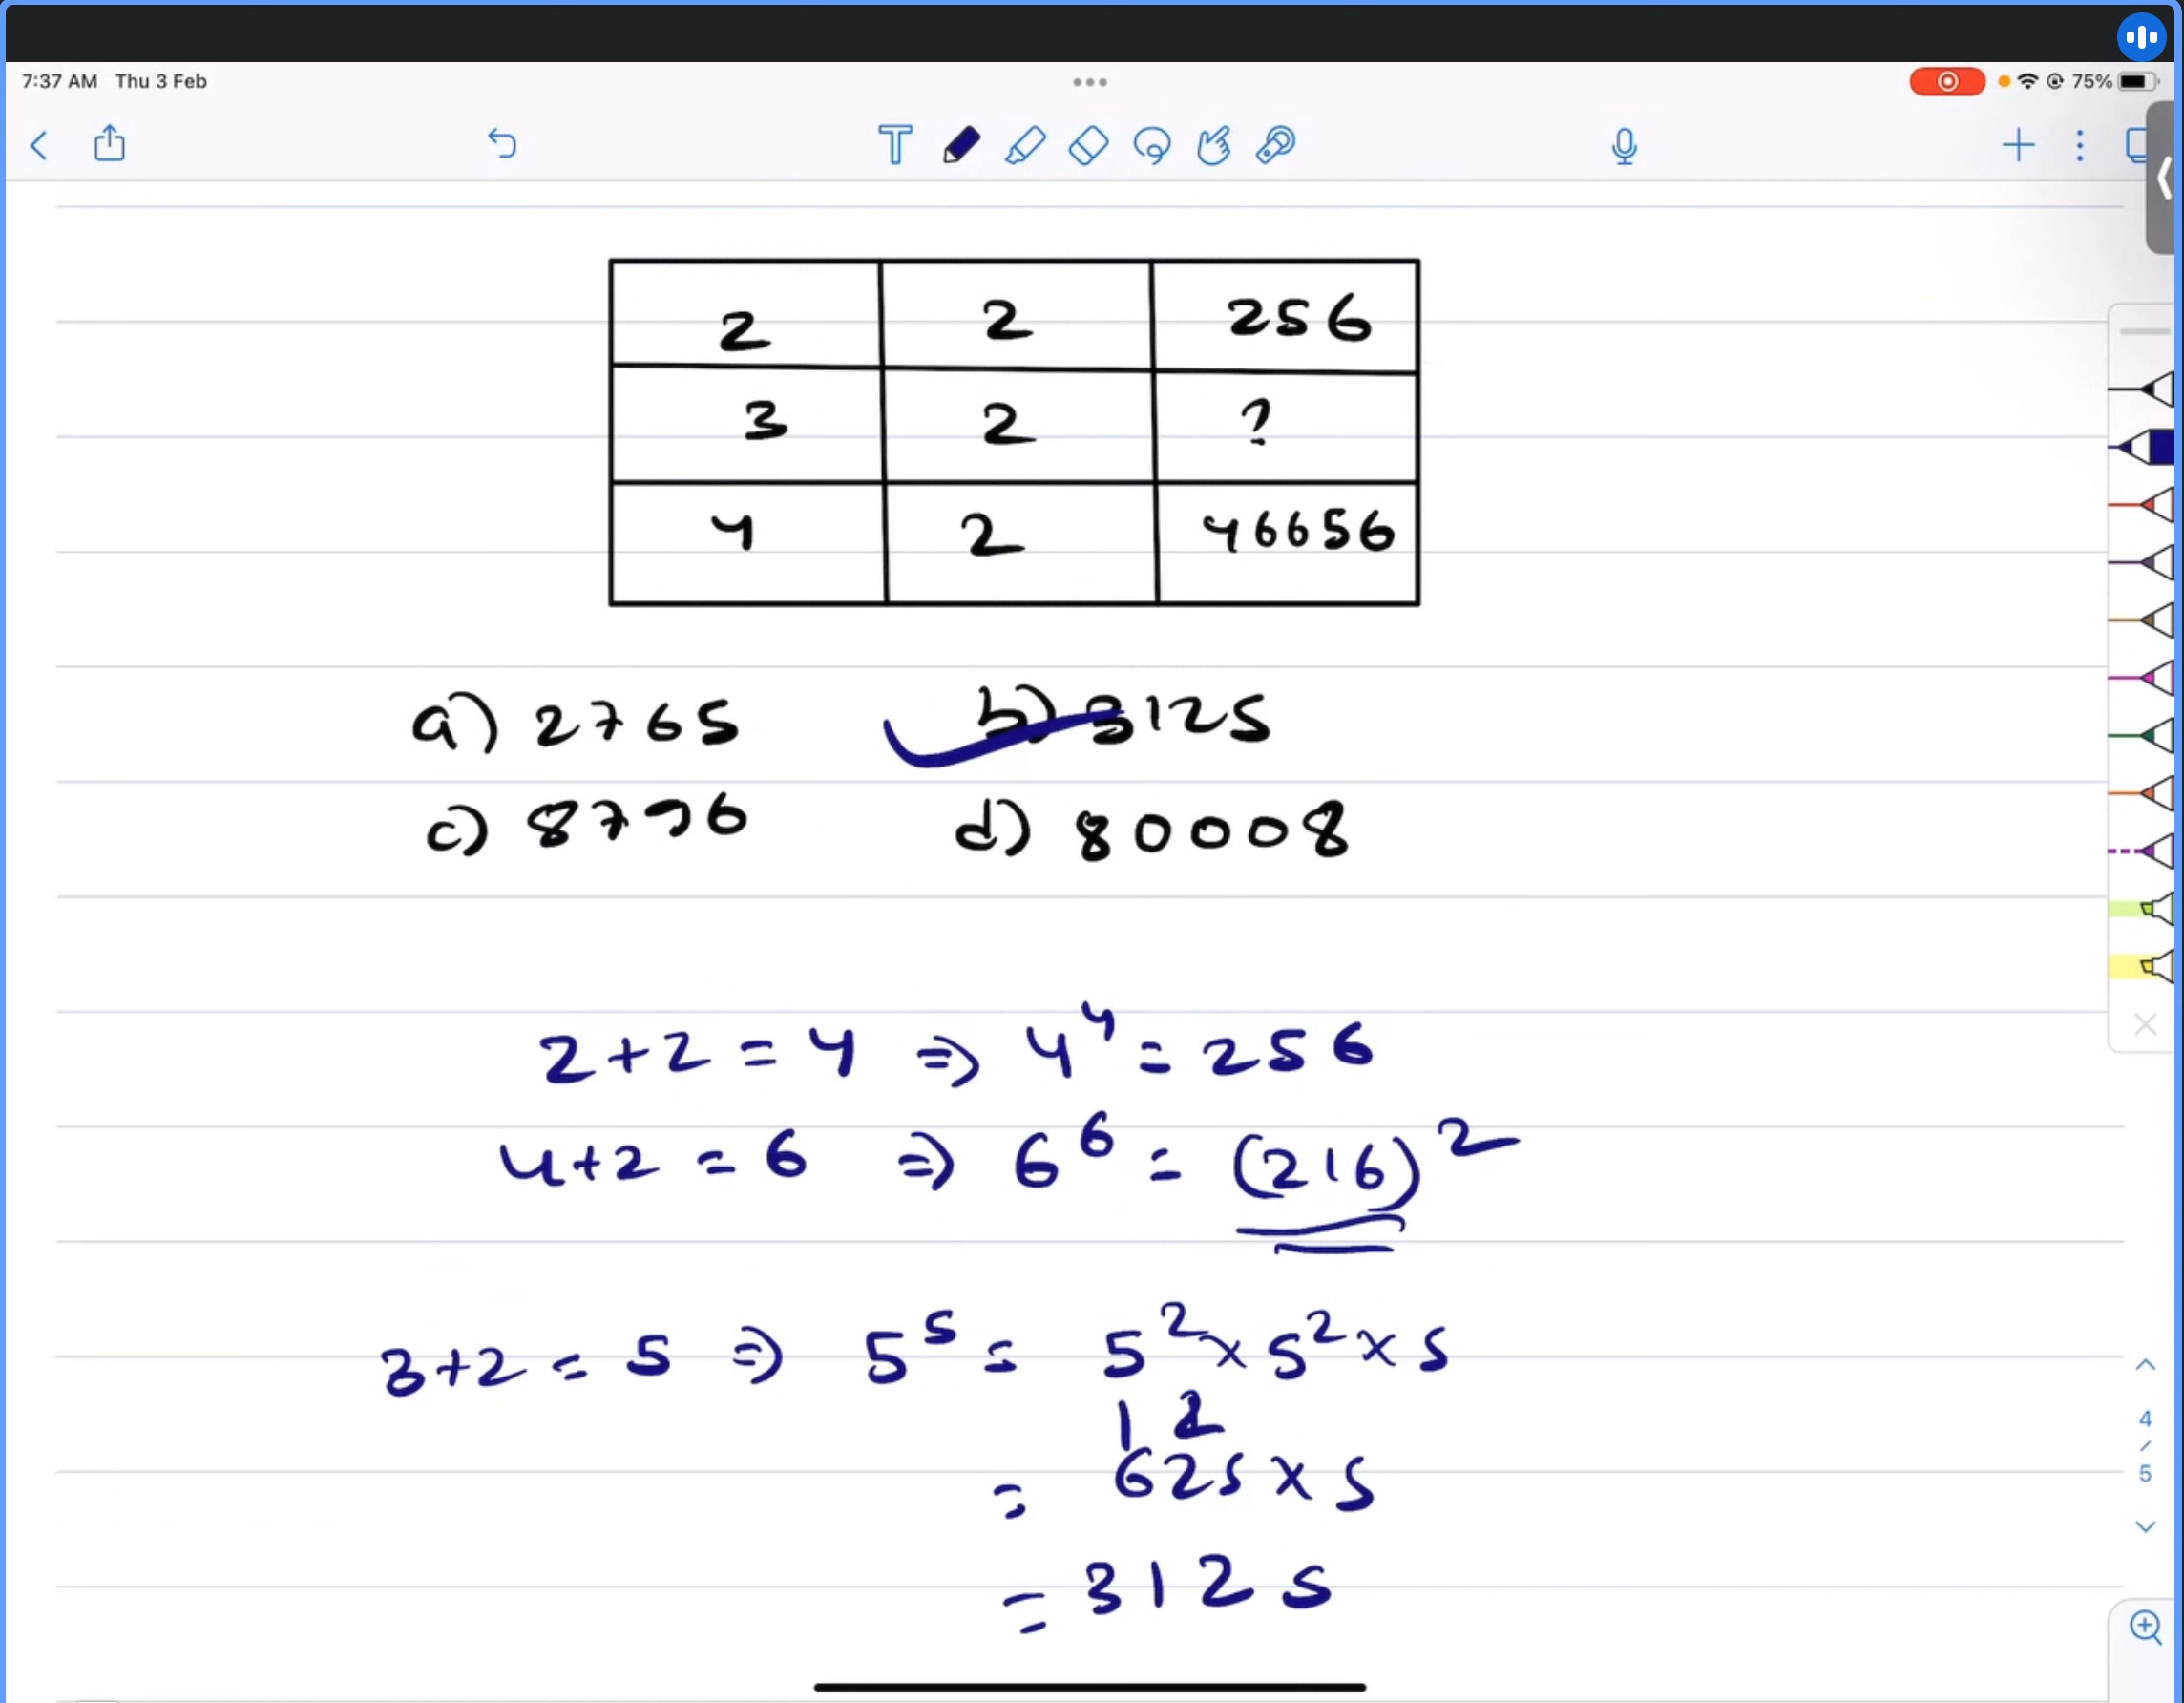 7:37 AM Thu 3 Feb 75%
2 2 256
3 2 ?
4 2 46656
a) 2765 b) 3125
c) 8776 d) 80008
2+2 = 4 ⇒ 4⁴ = 256
4+2 = 6 ⇒ 6⁶ = (216)²
3+2 = 5 ⇒ 5⁵ = 5² × 5² × 5
1 2
= 625 × 5
= 3125
4
/
5